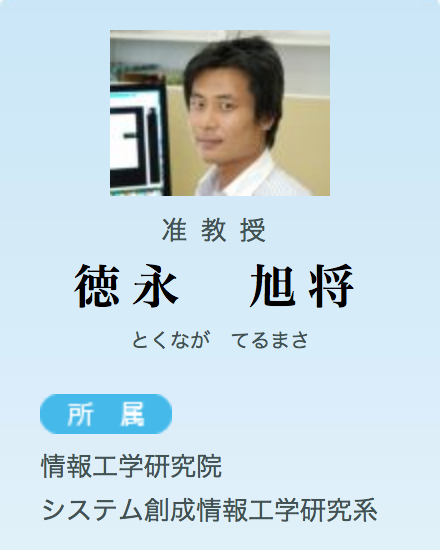 准教授
徳永　旭将
とくなが　てるまさ
所属
情報工学研究院
システム創成情報工学研究系